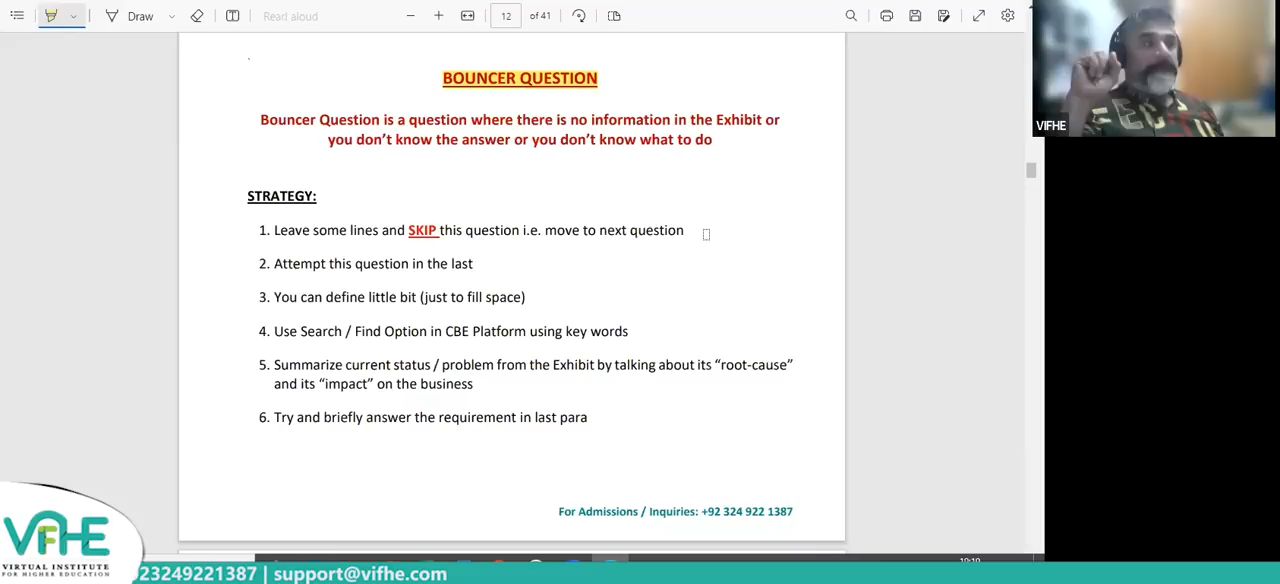 Draw
Read aloud
12
of 41
BOUNCER QUESTION
Bouncer Question is a question where there is no information in the Exhibit or
you don't know the answer or you don't know what to do
STRATEGY:
1. Leave some lines and SKIP this question i.e. move to next question
2. Attempt this question in the last
3. You can define little bit (just to fill space)
4. Use Search / Find Option in CBE Platform using key words
5. Summarize current status / problem from the Exhibit by talking about its “root-cause”
and its “impact” on the business
6. Try and briefly answer the requirement in last para
For Admissions / Inquiries: +92 324 922 1387
VIFHE
VIFHE
VIRTUAL INSTITUTE
FOR HIGHER EDUCATION
923249221387 | support@vifhe.com